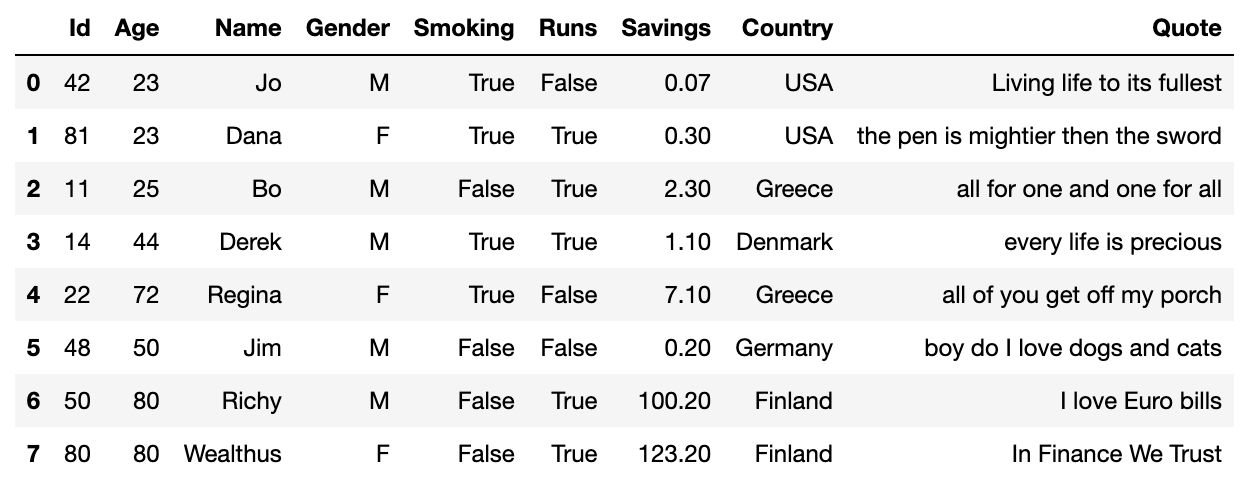 Id Age Name Gender Smoking Runs Savings Country Quote
0 42 23 Jo M True False 0.07 USA Living life to its fullest
1 81 23 Dana F True True 0.30 USA the pen is mightier then the sword
2 11 25 Bo M False True 2.30 Greece all for one and one for all
3 14 44 Derek M True True 1.10 Denmark every life is precious
4 22 72 Regina F True False 7.10 Greece all of you get off my porch
5 48 50 Jim M False False 0.20 Germany boy do I love dogs and cats
6 50 80 Richy M False True 100.20 Finland I love Euro bills
7 80 80 Wealthus F False True 123.20 Finland In Finance We Trust